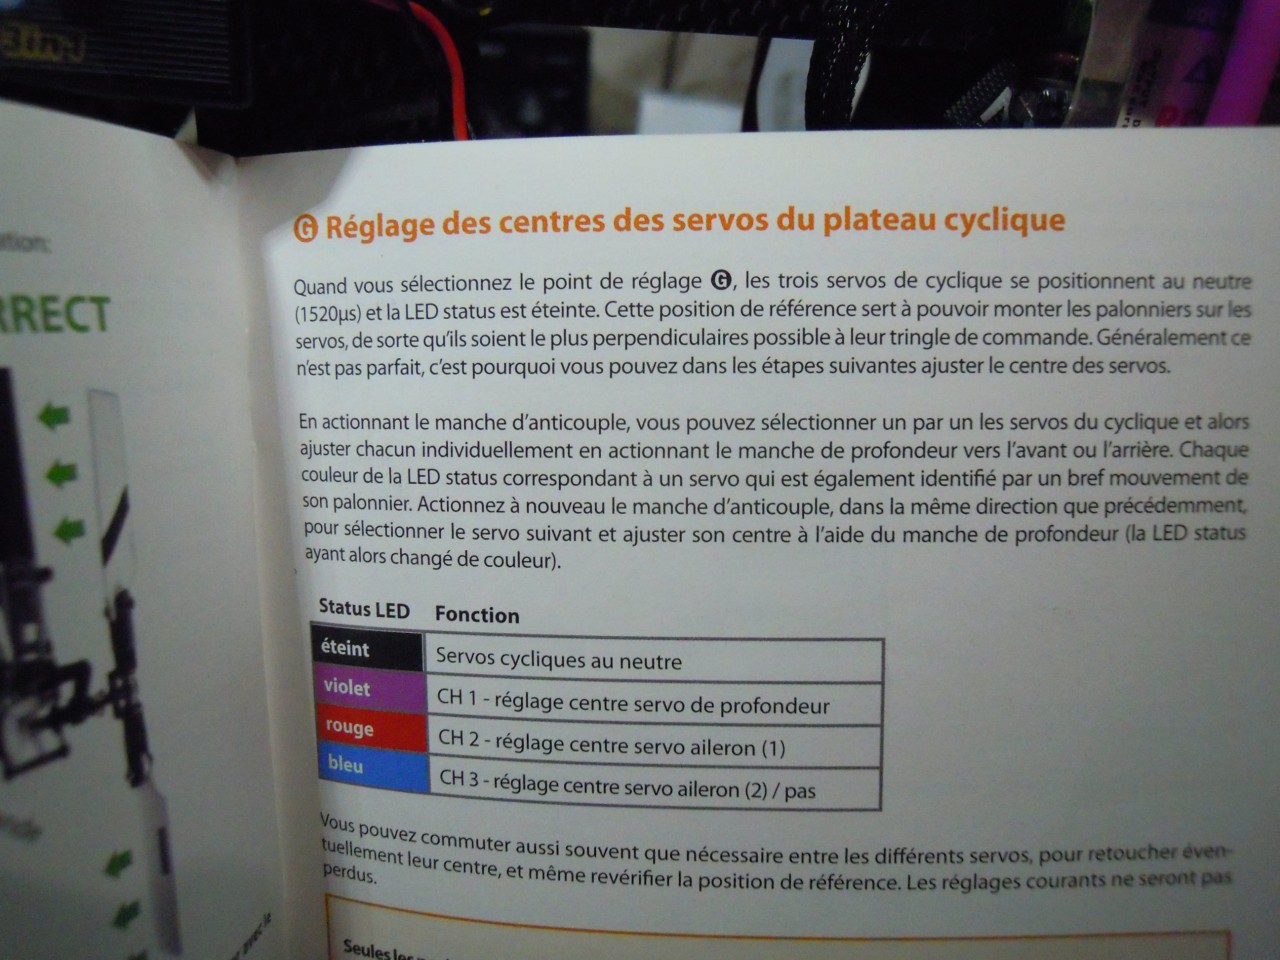 3in1
RRECT
G Réglage des centres des servos du plateau cyclique
Quand vous sélectionnez le point de réglage G, les trois servos de cyclique se positionnent au neutre
(1520µs) et la LED status est éteinte. Cette position de référence sert à pouvoir monter les palonniers sur les
servos, de sorte qu'ils soient le plus perpendiculaires possible à leur tringle de commande. Généralement ce
n'est pas parfait, c'est pourquoi vous pouvez dans les étapes suivantes ajuster le centre des servos.
En actionnant le manche d'anticouple, vous pouvez sélectionner un par un les servos du cyclique et alors
ajuster chacun individuellement en actionnant le manche de profondeur vers l'avant ou l'arrière. Chaque
couleur de la LED status correspondant à un servo qui est également identifié par un bref mouvement de
son palonnier. Actionnez à nouveau le manche d'anticouple, dans la même direction que précédemment,
pour sélectionner le servo suivant et ajuster son centre à l'aide du manche de profondeur (la LED status
ayant alors changé de couleur).
Status LED Fonction
éteint Servos cycliques au neutre
violet CH 1 - réglage centre servo de profondeur
rouge CH 2 - réglage centre servo aileron (1)
bleu CH 3 - réglage centre servo aileron (2) / pas
Vous pouvez commuter aussi souvent que nécessaire entre les différents servos, pour retoucher éven-
tuellement leur centre, et même revérifier la position de référence. Les réglages courants ne seront pas
perdus.
avec le
Seules les